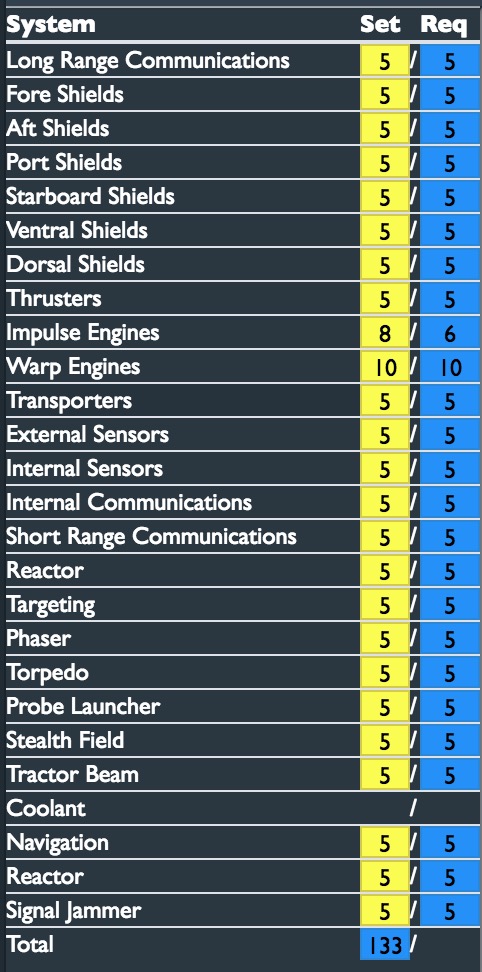 System Set Req
Long Range Communications 5 / 5
Fore Shields 5 / 5
Aft Shields 5 / 5
Port Shields 5 / 5
Starboard Shields 5 / 5
Ventral Shields 5 / 5
Dorsal Shields 5 / 5
Thrusters 5 / 5
Impulse Engines 8 / 6
Warp Engines 10 / 10
Transporters 5 / 5
External Sensors 5 / 5
Internal Sensors 5 / 5
Internal Communications 5 / 5
Short Range Communications 5 / 5
Reactor 5 / 5
Targeting 5 / 5
Phaser 5 / 5
Torpedo 5 / 5
Probe Launcher 5 / 5
Stealth Field 5 / 5
Tractor Beam 5 / 5
Coolant /
Navigation 5 / 5
Reactor 5 / 5
Signal Jammer 5 / 5
Total 133 /